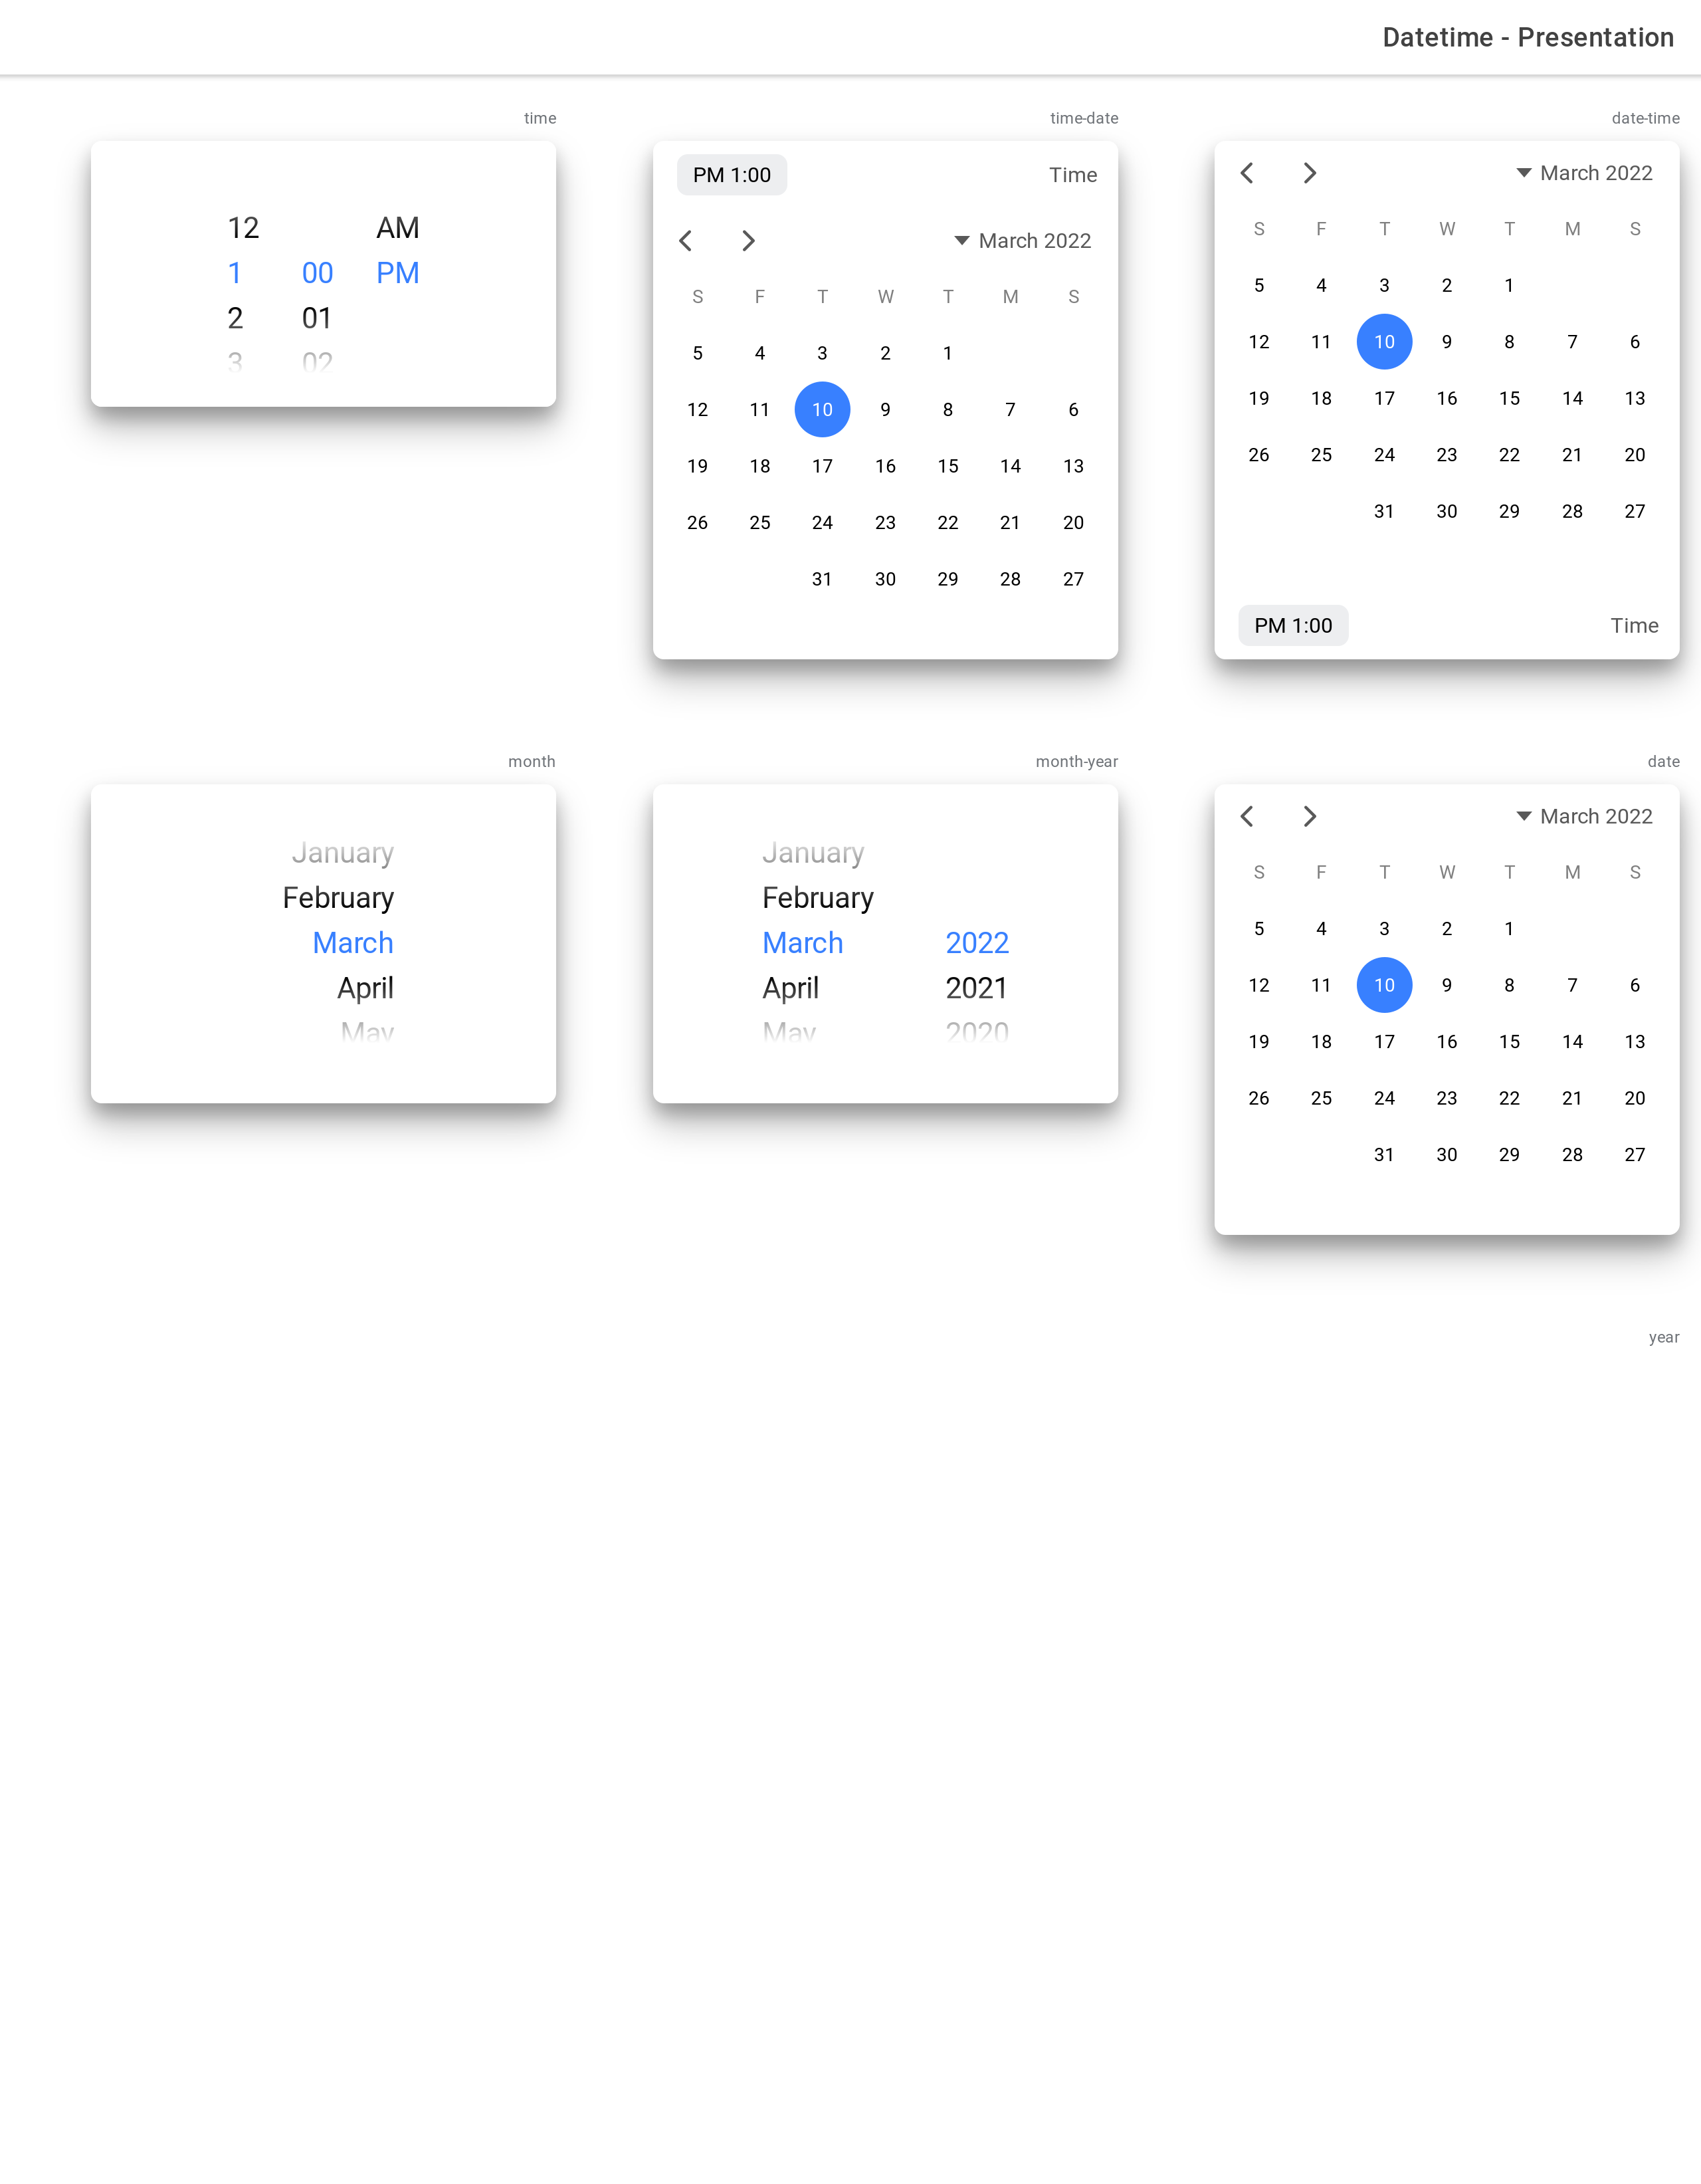 Datetime - Presentation
date-time
March 2022
S M T W T F S
1 2 3 4 5
6 7 8 9 10 11 12
13 14 15 16 17 18 19
20 21 22 23 24 25 26
27 28 29 30 31
Time
PM 1:00
time-date
Time
PM 1:00
March 2022
S M T W T F S
1 2 3 4 5
6 7 8 9 10 11 12
13 14 15 16 17 18 19
20 21 22 23 24 25 26
27 28 29 30 31
time
12 AM
1 00 PM
2 01
3 02
date
March 2022
S M T W T F S
1 2 3 4 5
6 7 8 9 10 11 12
13 14 15 16 17 18 19
20 21 22 23 24 25 26
27 28 29 30 31
month-year
January
February
March 2022
April 2021
May 2020
month
January
February
March
April
May
year